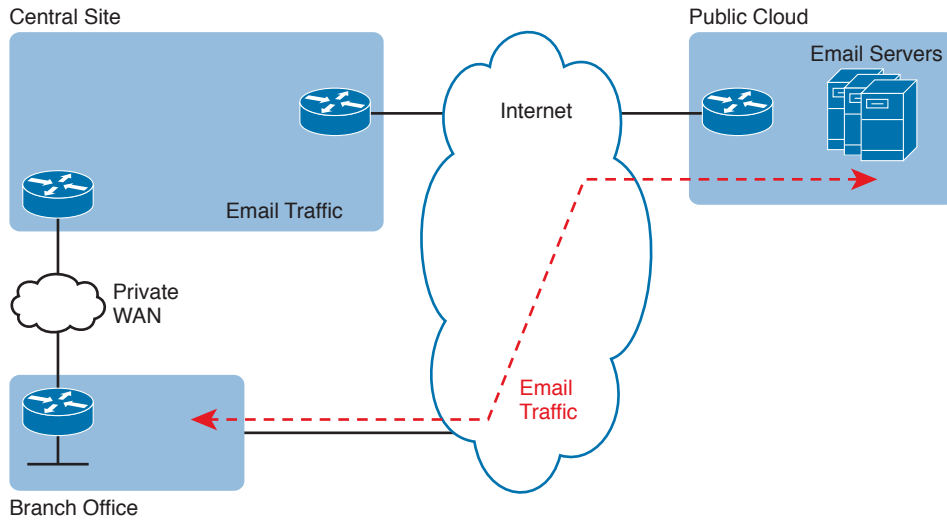 Central Site
Public Cloud
Email Servers
Internet
Email Traffic
Private
WAN
Email
Traffic
Branch Office